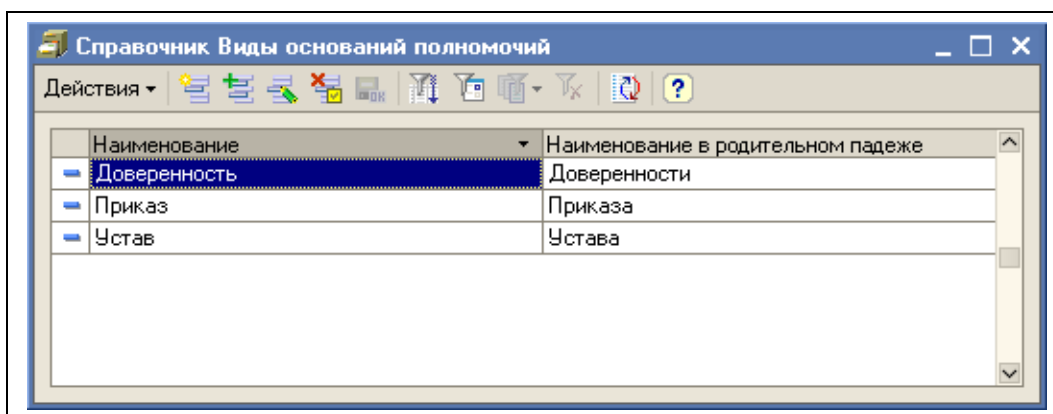 Справочник Виды оснований полномочий
Действия
Наименование Наименование в родительном падеже
Доверенность Доверенности
Приказ Приказа
Устав Устава